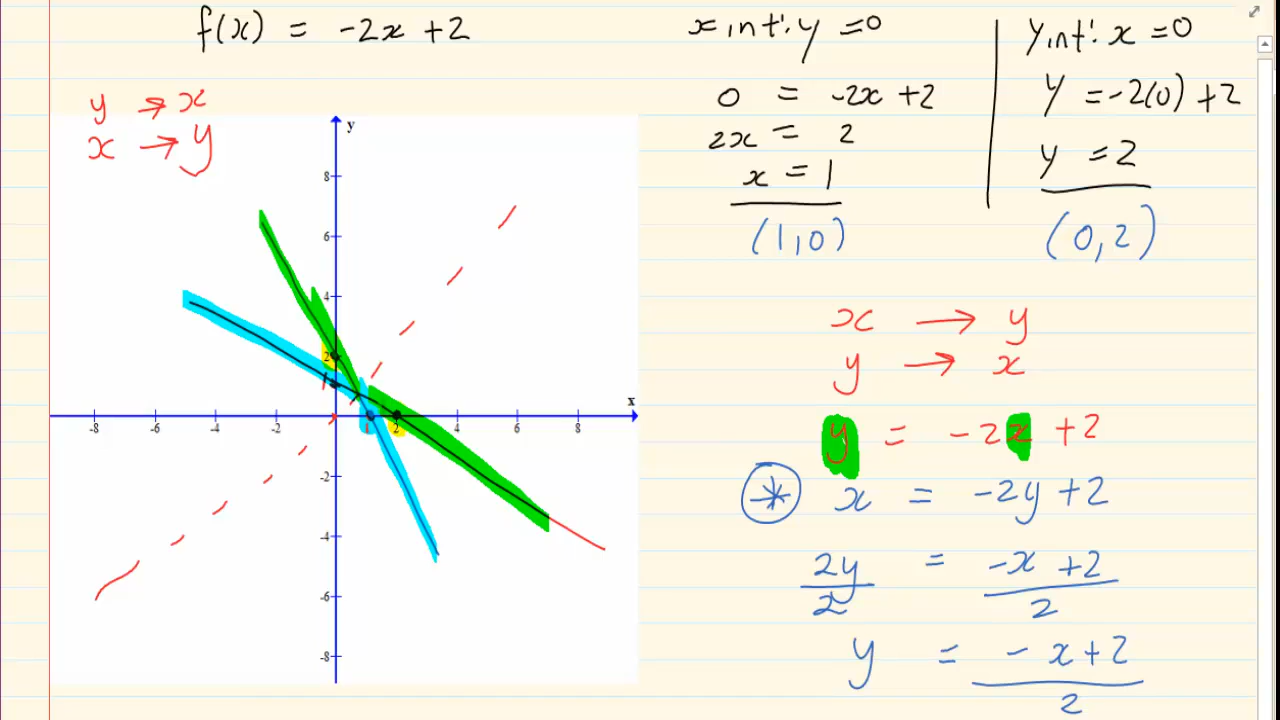 f(x) = -2x + 2
y → x
x → y
x int: y = 0
0 = -2x + 2
2x = 2
x = 1
(1,0)
y int: x = 0
y = -2(0) + 2
y = 2
(0,2)
y
8
6
4
2
1
-8
-6
-4
-2
1
2
4
6
8
x
-2
-4
-6
-8
x → y
y → x
y = -2x + 2
* x = -2y + 2
2y/2 = -x + 2/2
y = -x + 2/2